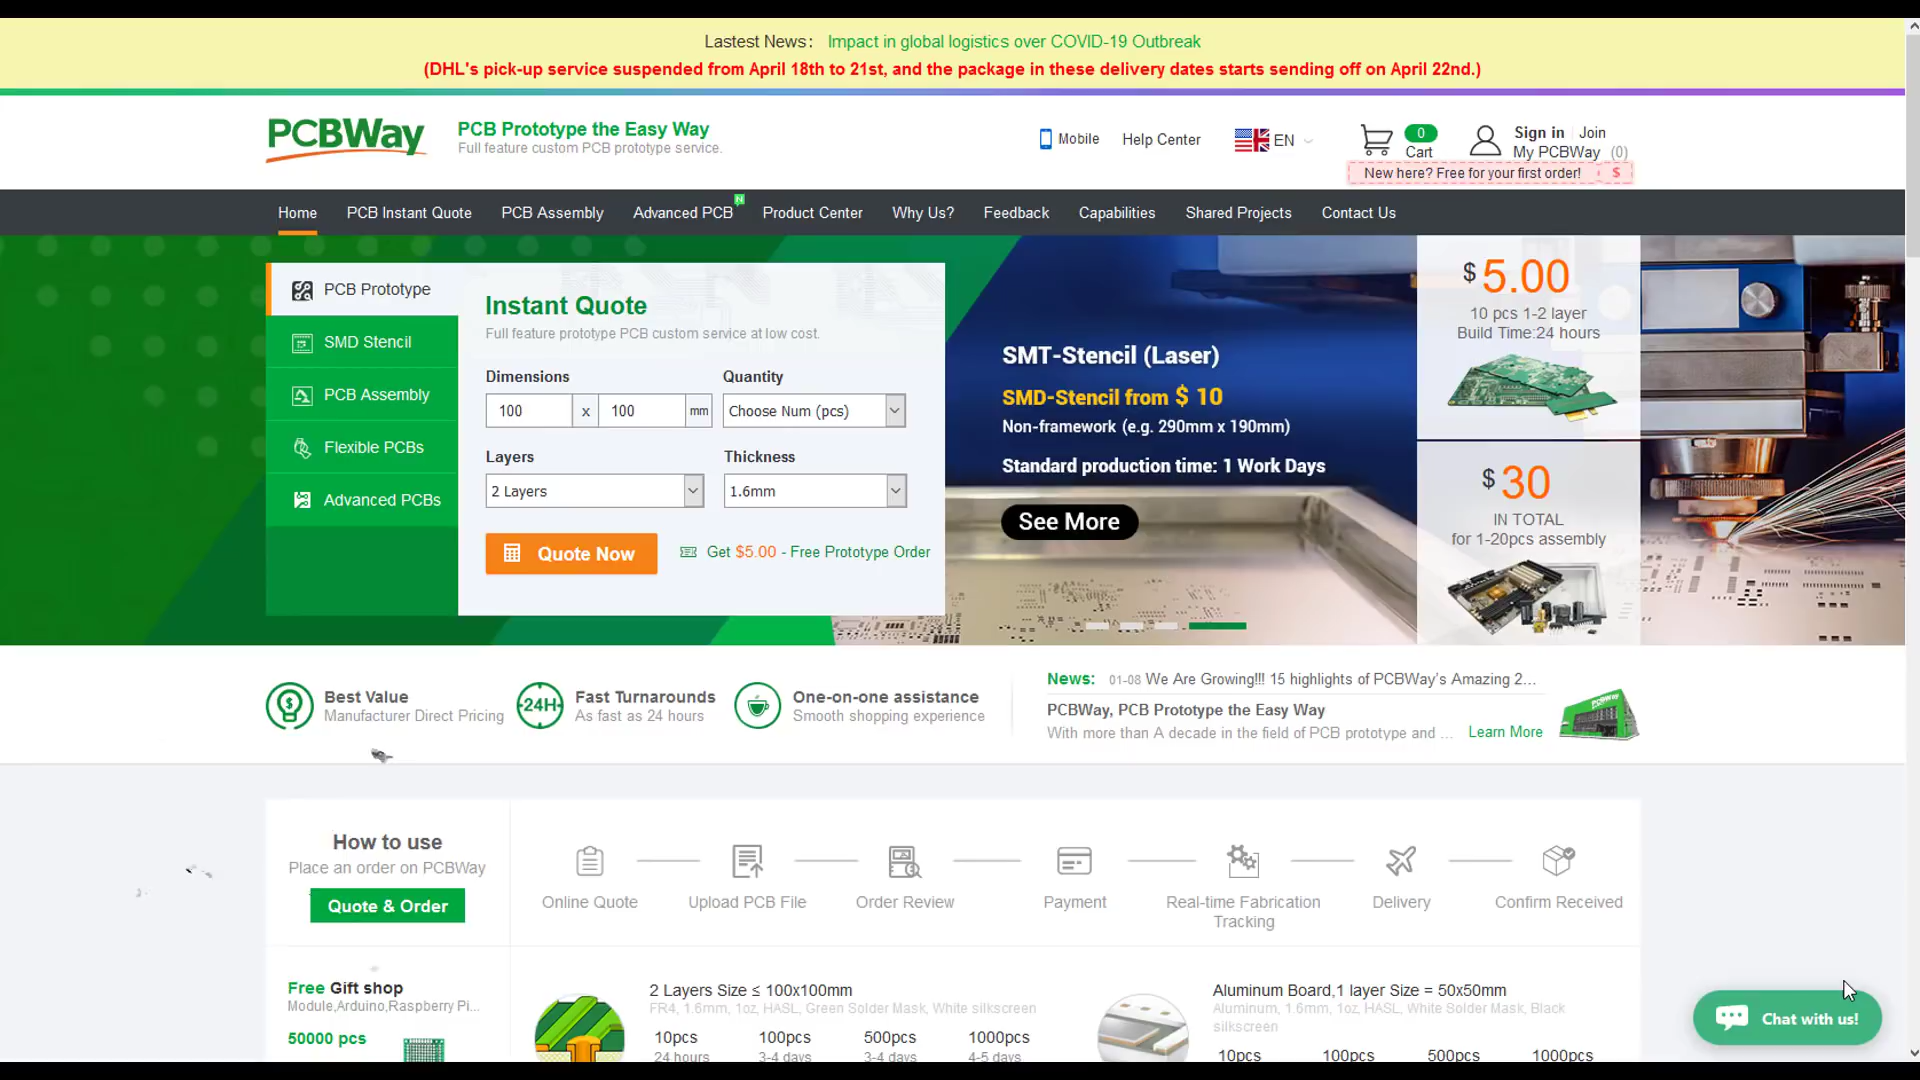 Lastest News： Impact in global logistics over COVID-19 Outbreak
(DHL's pick-up service suspended from April 18th to 21st, and the package in these delivery dates starts sending off on April 22nd.)
PCBWay
PCB Prototype the Easy Way
Full feature custom PCB prototype service.
Mobile
Help Center
EN
0
Cart
Sign in Join
My PCBWay (0)
New here? Free for your first order! $
Home PCB Instant Quote PCB Assembly Advanced PCB N Product Center Why Us? Feedback Capabilities Shared Projects Contact Us
PCB Prototype
SMD Stencil
PCB Assembly
Flexible PCBs
Advanced PCBs
Instant Quote
Full feature prototype PCB custom service at low cost.
Dimensions Quantity
100 x 100 mm Choose Num (pcs)
Layers Thickness
2 Layers 1.6mm
Quote Now Get $5.00 - Free Prototype Order
SMT-Stencil (Laser)
SMD-Stencil from $ 10
Non-framework (e.g. 290mm x 190mm)
Standard production time: 1 Work Days
See More
$ 5.00
10 pcs 1-2 layer
Build Time:24 hours
$ 30
IN TOTAL
for 1-20pcs assembly
Best Value
Manufacturer Direct Pricing
24H
Fast Turnarounds
As fast as 24 hours
One-on-one assistance
Smooth shopping experience
News: 01-08 We Are Growing!!! 15 highlights of PCBWay's Amazing 2...
PCBWay, PCB Prototype the Easy Way
With more than A decade in the field of PCB prototype and ... Learn More
How to use
Place an order on PCBWay
Quote & Order
Online Quote
Upload PCB File
Order Review
Payment
Real-time Fabrication
Tracking
Delivery
Confirm Received
Free Gift shop
Module,Arduino,Raspberry Pi...
50000 pcs
2 Layers Size ≤ 100x100mm
FR4, 1.6mm, 1oz, HASL, Green Solder Mask, White silkscreen
10pcs 100pcs 500pcs 1000pcs
24 hours 3-4 days 3-4 days 4-5 days
Aluminum Board,1 layer Size = 50x50mm
Aluminum, 1.6mm, 1oz, HASL, White Solder Mask, Black
silkscreen
10pcs 100pcs 500pcs 1000pcs
Chat with us!